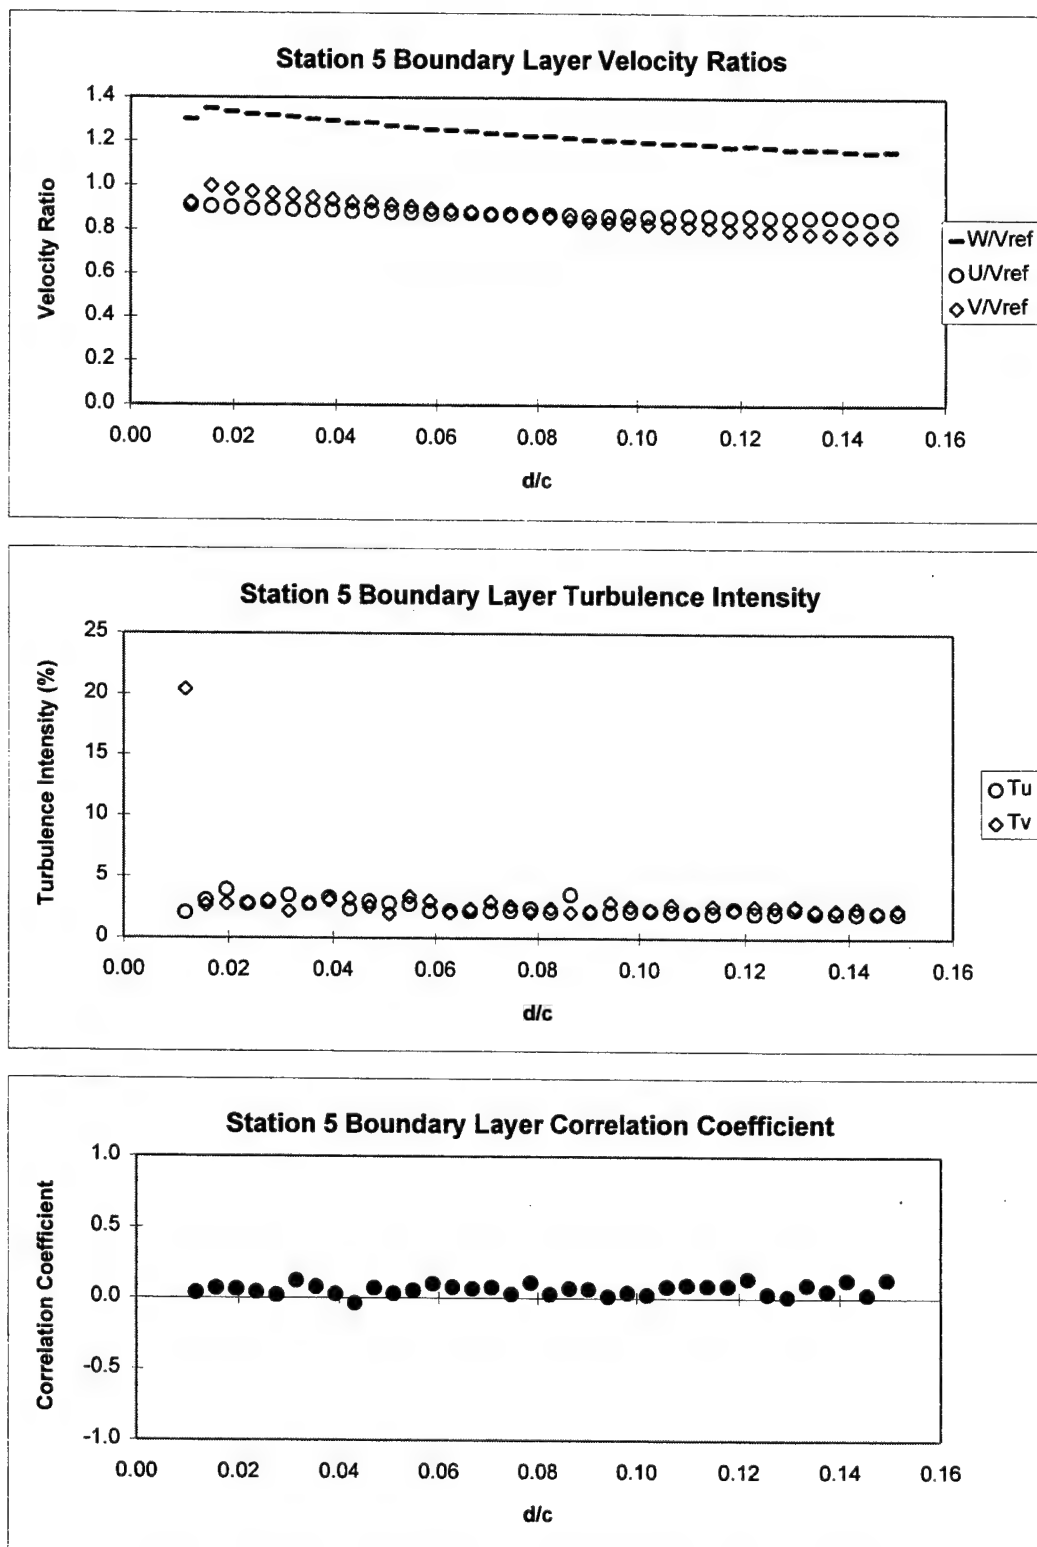 Station 5 Boundary Layer Velocity Ratios
1.4
1.2
1.0
0.8
0.6
0.4
0.2
0.0
Velocity Ratio
0.00 0.02 0.04 0.06 0.08 0.10 0.12 0.14 0.16
d/c
W/Vref
U/Vref
V/Vref
Station 5 Boundary Layer Turbulence Intensity
25
20
15
10
5
0
Turbulence Intensity (%)
0.00 0.02 0.04 0.06 0.08 0.10 0.12 0.14 0.16
d/c
Tu
Tv
Station 5 Boundary Layer Correlation Coefficient
1.0
0.5
0.0
-0.5
-1.0
Correlation Coefficient
0.00 0.02 0.04 0.06 0.08 0.10 0.12 0.14 0.16
d/c